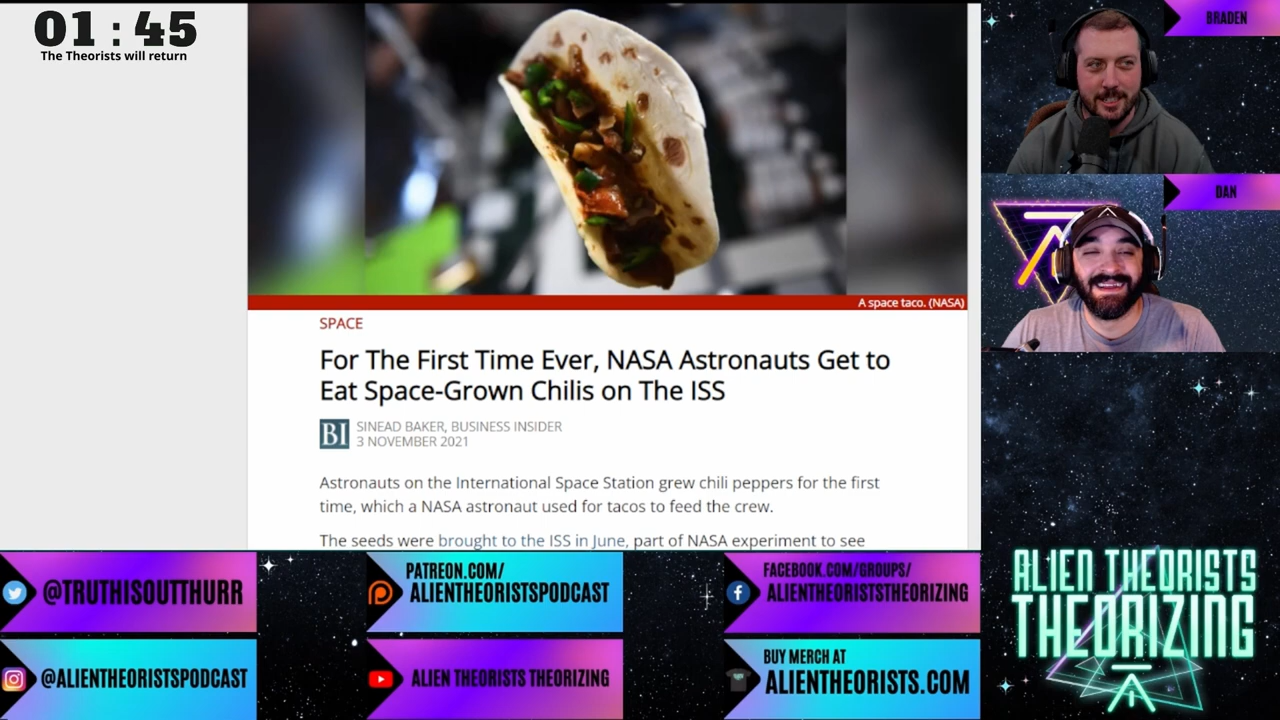 01 : 45
The Theorists will return
A space taco. (NASA)
SPACE
For The First Time Ever, NASA Astronauts Get to
Eat Space-Grown Chilis on The ISS
BI
SINEAD BAKER, BUSINESS INSIDER
3 NOVEMBER 2021
Astronauts on the International Space Station grew chili peppers for the first
time, which a NASA astronaut used for tacos to feed the crew.
The seeds were brought to the ISS in June, part of NASA experiment to see
BRADEN
DAN
@TRUTHISOUTTHURR
PATREON.COM/
ALIENTHEORISTSPODCAST
FACEBOOK.COM/GROUPS/
ALIENTHEORISTSTHEORIZING
@ALIENTHEORISTSPODCAST
ALIEN THEORISTS THEORIZING
BUY MERCH AT
ALIENTHEORISTS.COM
ALIEN THEORISTS
THEORIZING